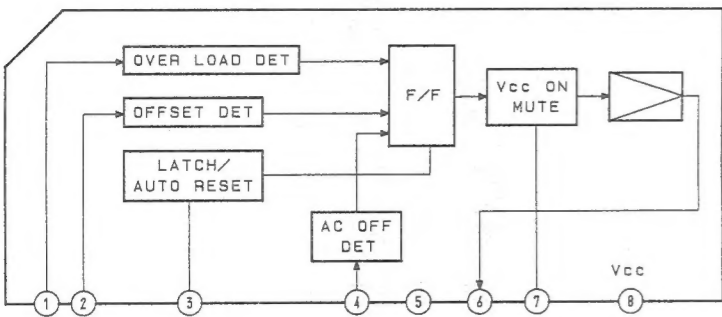 OVER LOAD DET
OFFSET DET
F/F
Vcc ON
MUTE
LATCH/
AUTO RESET
AC OFF
DET
Vcc
1 2 3 4 5 6 7 8